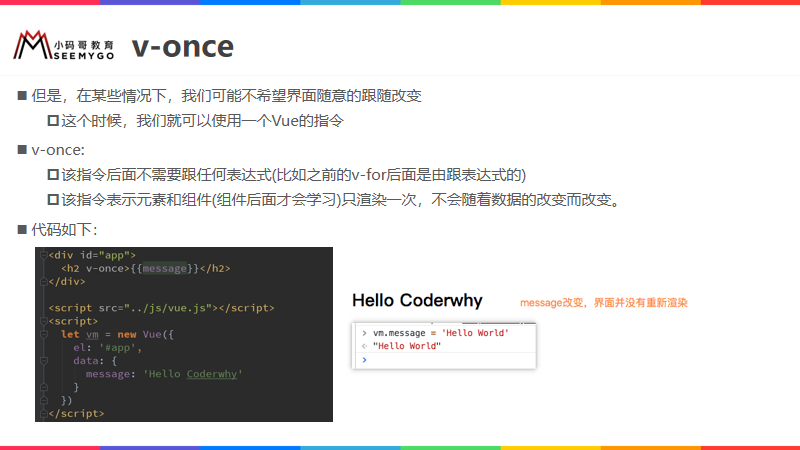 小码哥教育
SEEMYGO
v-once
但是，在某些情况下，我们可能不希望界面随意的跟随改变
这个时候，我们就可以使用一个Vue的指令
v-once:
该指令后面不需要跟任何表达式(比如之前的v-for后面是由跟表达式的)
该指令表示元素和组件(组件后面才会学习)只渲染一次，不会随着数据的改变而改变。
代码如下：
<div id="app">
  <h2 v-once>{{message}}</h2>
</div>
<script src="../js/vue.js"></script>
<script>
  let vm = new Vue({
    el: '#app',
    data: {
      message: 'Hello Coderwhy'
    }
  })
</script>
Hello Coderwhy
message改变，界面并没有重新渲染
> vm.message = 'Hello World'
< "Hello World"
>